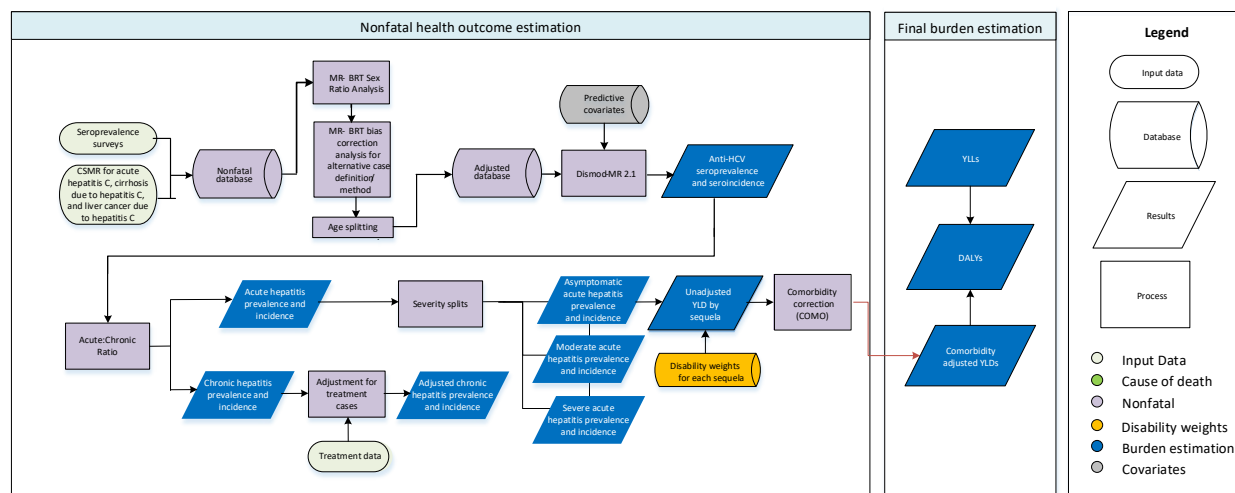 Nonfatal health outcome estimation
Final burden estimation
Legend
Input data
Database
Results
Process
Input Data
Cause of death
Nonfatal
Disability weights
Burden estimation
Covariates
Seroprevalence
surveys
CSMR for acute
hepatitis C, cirrhosis
due to hepatitis C,
and liver cancer due
to hepatitis C
Nonfatal
database
MR- BRT Sex
Ratio Analysis
MR- BRT bias
correction
analysis for
alternative case
definition/
method
Age splitting
Adjusted
database
Predictive
covariates
Dismod-MR 2.1
Anti-HCV
seroprevalence
and seroincidence
Acute:Chronic
Ratio
Acute hepatitis
prevalence and
incidence
Severity splits
Asymptomatic
acute hepatitis
prevalence
and incidence
Moderate acute
hepatitis prevalence
and incidence
Severe acute
hepatitis prevalence
and incidence
Unadjusted
YLD by
sequela
Disability weights
for each sequela
Comorbidity
correction
(COMO)
Chronic hepatitis
prevalence and
incidence
Adjustment for
treatment
cases
Adjusted chronic
hepatitis prevalence
and incidence
Treatment data
YLLs
DALYs
Comorbidity
adjusted YLDs